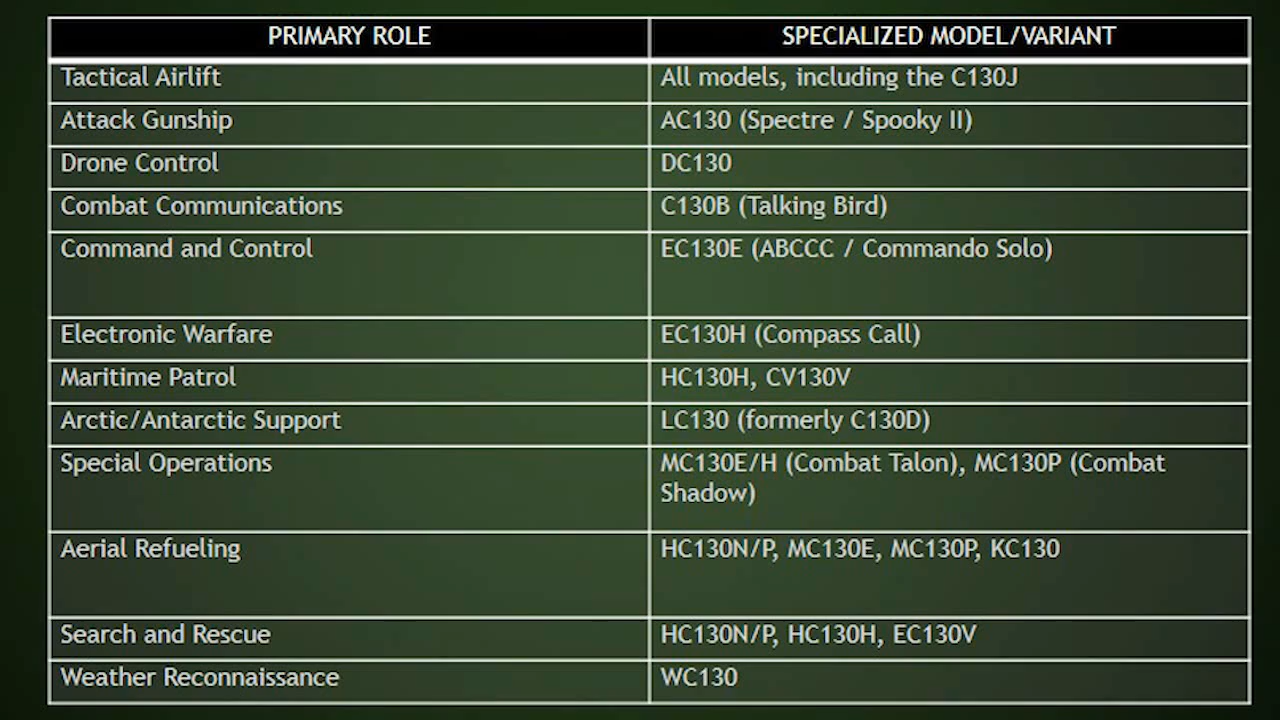 PRIMARY ROLE SPECIALIZED MODEL/VARIANT
Tactical Airlift All models, including the C130J
Attack Gunship AC130 (Spectre / Spooky II)
Drone Control DC130
Combat Communications C130B (Talking Bird)
Command and Control EC130E (ABCCC / Commando Solo)
Electronic Warfare EC130H (Compass Call)
Maritime Patrol HC130H, CV130V
Arctic/Antarctic Support LC130 (formerly C130D)
Special Operations MC130E/H (Combat Talon), MC130P (Combat
Shadow)
Aerial Refueling HC130N/P, MC130E, MC130P, KC130
Search and Rescue HC130N/P, HC130H, EC130V
Weather Reconnaissance WC130